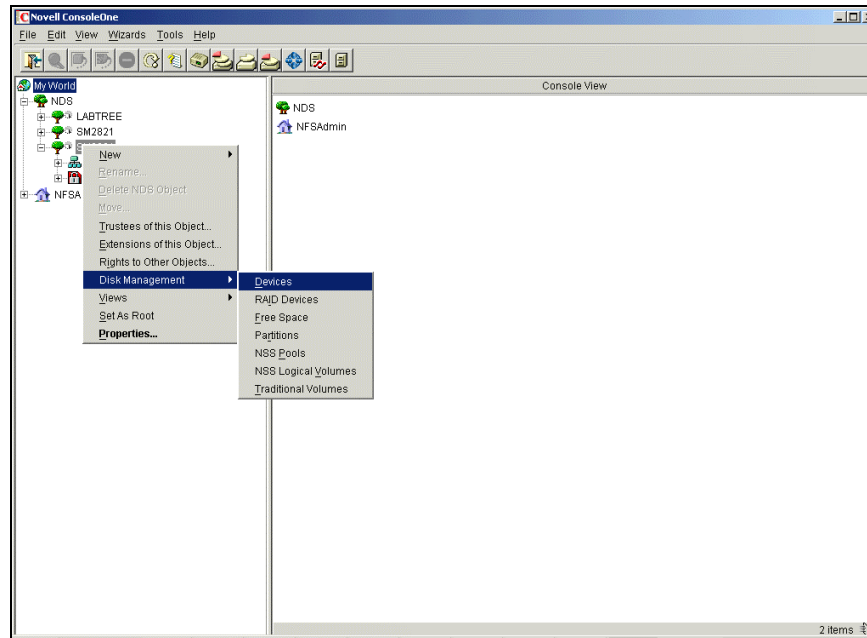 Novell ConsoleOne
File Edit View Wizards Tools Help
My World
Console View
NDS
LABTREE
SM2821
NFSA
NDS
NFSAdmin
New
Rename...
Delete NDS Object
Move...
Trustees of this Object...
Extensions of this Object...
Rights to Other Objects...
Disk Management
Views
Set As Root
Properties...
Devices
RAID Devices
Free Space
Partitions
NSS Pools
NSS Logical Volumes
Traditional Volumes
2 items